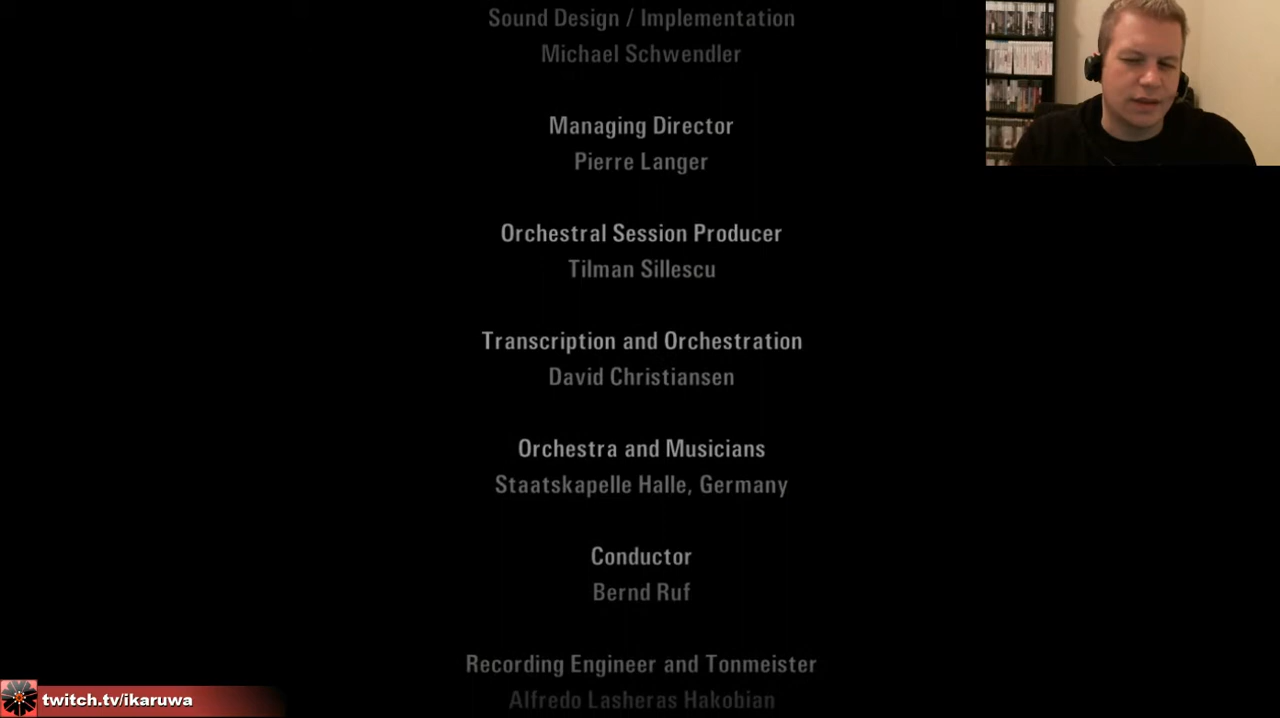 Sound Design / Implementation
Michael Schwendler
Managing Director
Pierre Langer
Orchestral Session Producer
Tilman Sillescu
Transcription and Orchestration
David Christiansen
Orchestra and Musicians
Staatskapelle Halle, Germany
Conductor
Bernd Ruf
Recording Engineer and Tonmeister
Alfredo Lasheras Hakobian
twitch.tv/ikaruwa